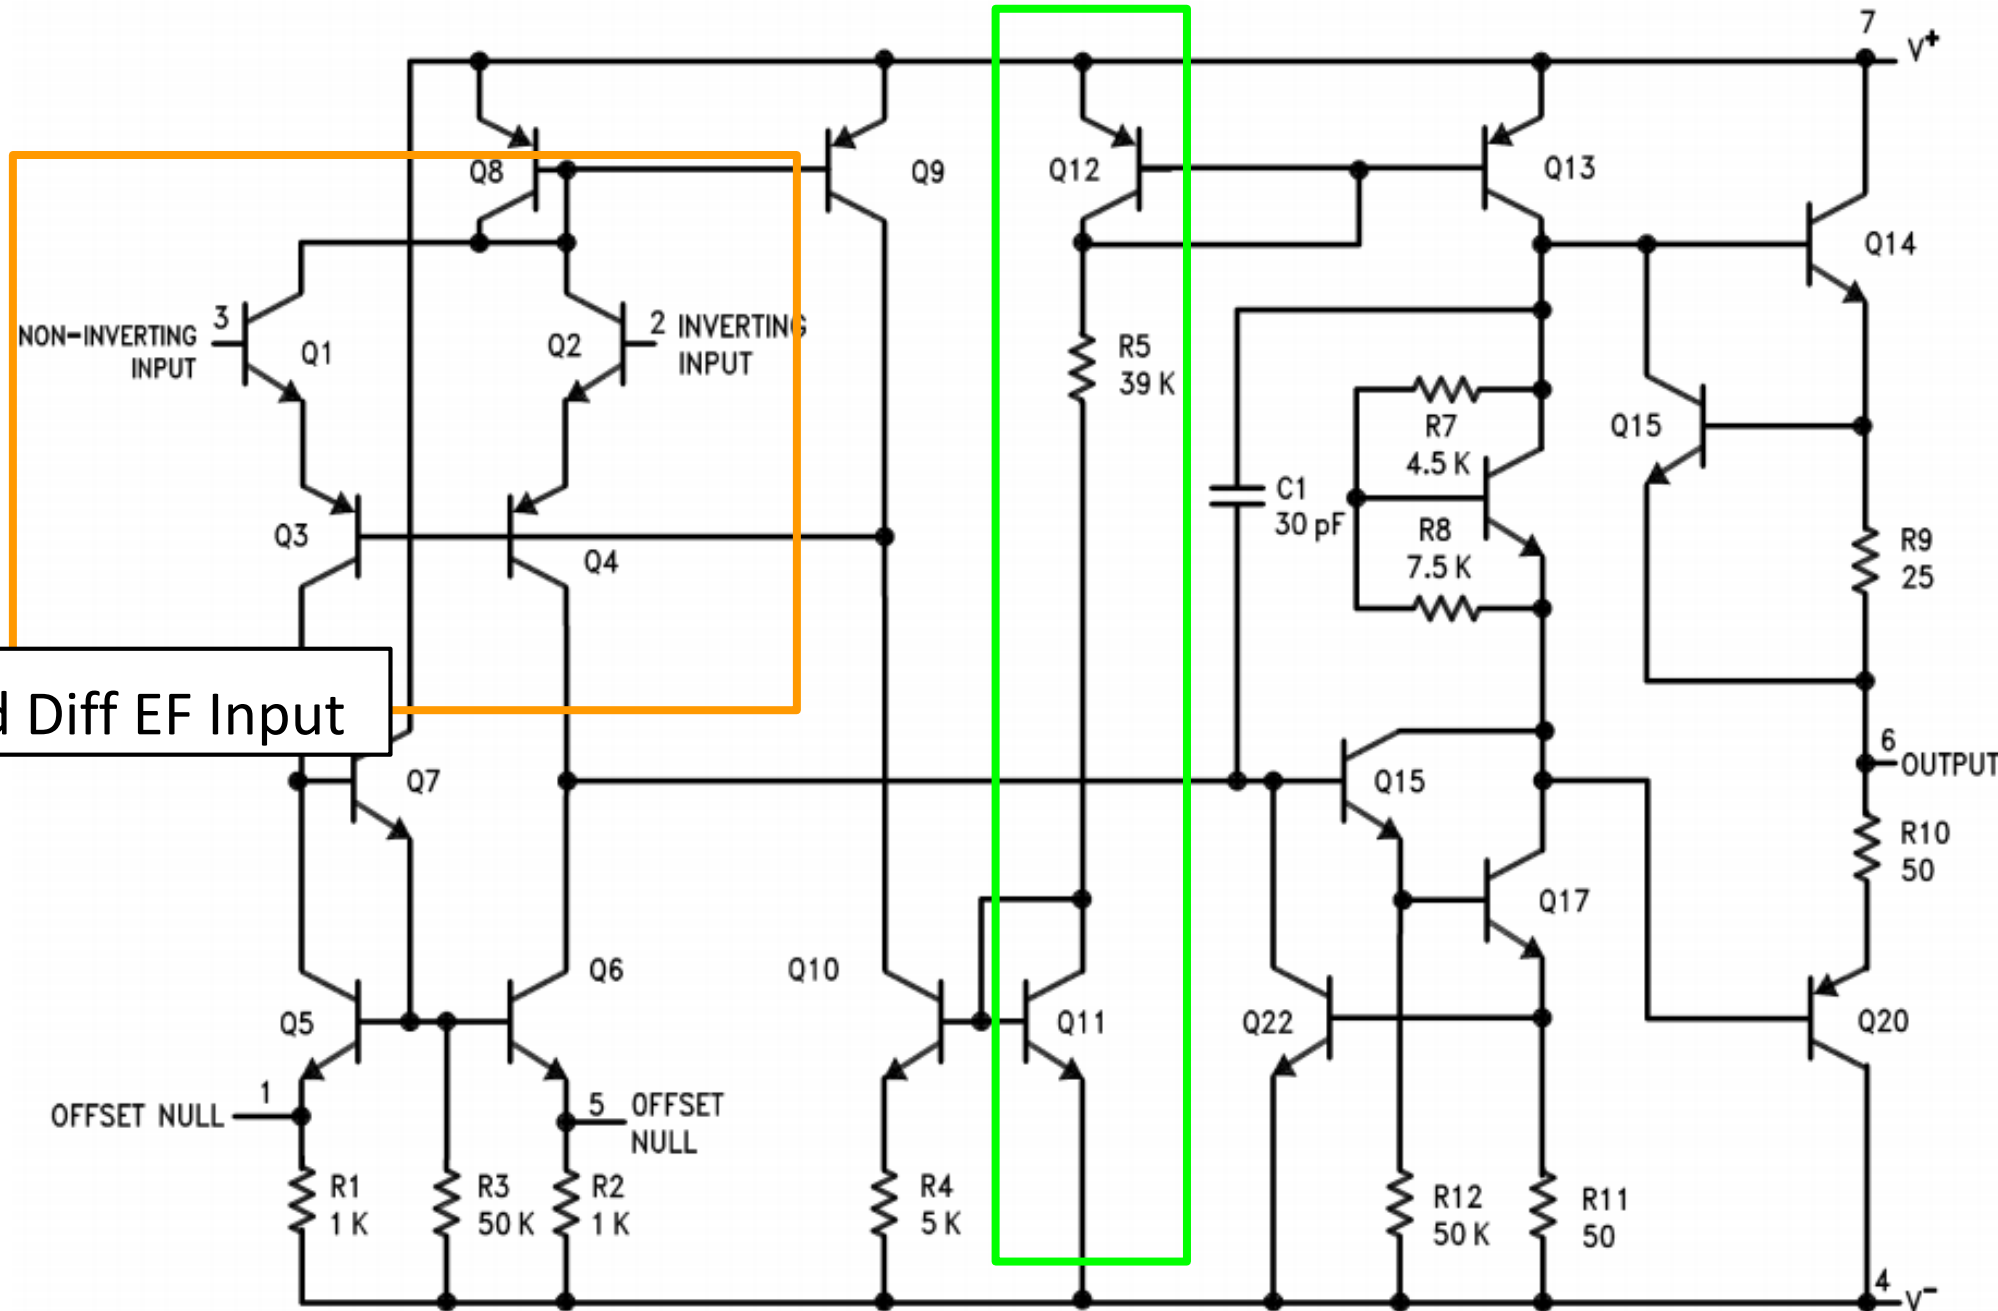 7
V+
Q8
Q9
Q12
Q13
Q14
3
NON-INVERTING
INPUT
Q1
Q2
2 INVERTING
INPUT
R5
39 K
R7
4.5 K
Q15
Q3
Q4
C1
30 pF
R8
7.5 K
R9
25
Diff EF Input
Q7
Q15
6
OUTPUT
R10
50
Q17
Q5
Q6
Q10
Q11
Q22
Q20
1
OFFSET NULL
5 OFFSET
NULL
R1
1 K
R3
50 K
R2
1 K
R4
5 K
R12
50 K
R11
50
4
V-